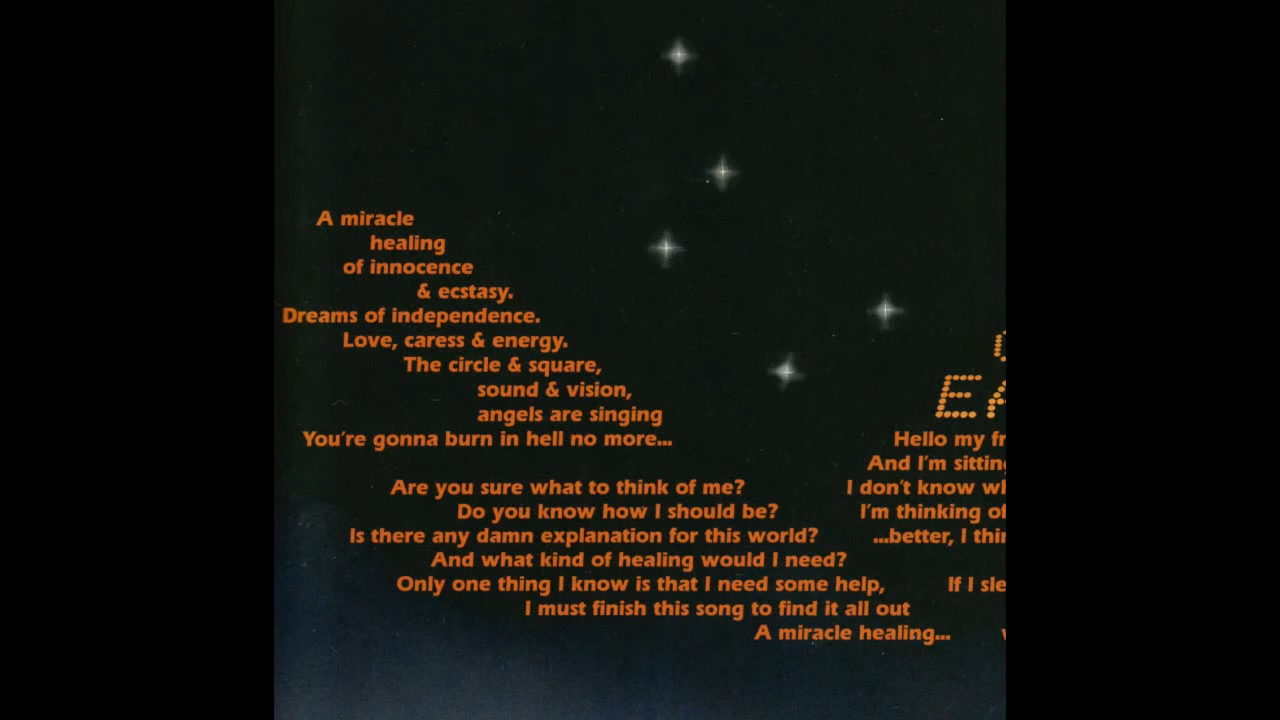 A miracle
healing
of innocence
& ecstasy.
Dreams of independence.
Love, caress & energy.
The circle & square,
sound & vision,
angels are singing
You're gonna burn in hell no more...
Are you sure what to think of me?
Do you know how I should be?
Is there any damn explanation for this world?
And what kind of healing would I need?
Only one thing I know is that I need some help,
I must finish this song to find it all out
A miracle healing...
Hello my
And I'm sitting
I don't know
I'm thinking of
...better, I
If I